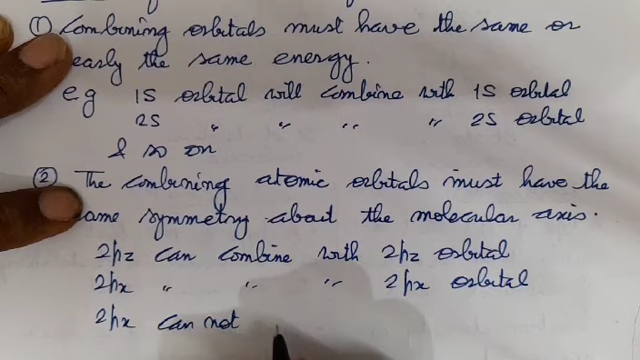 ① Combining orbitals must have the same or
early the same energy.
eg 1S orbital will combine with 1S orbital
2S " " " " 2S orbital
& so on
② The combining atomic orbitals must have the
ame symmetry about the molecular axis.
2pz can combine with 2pz orbital
2px " " " 2px orbital
2px can not